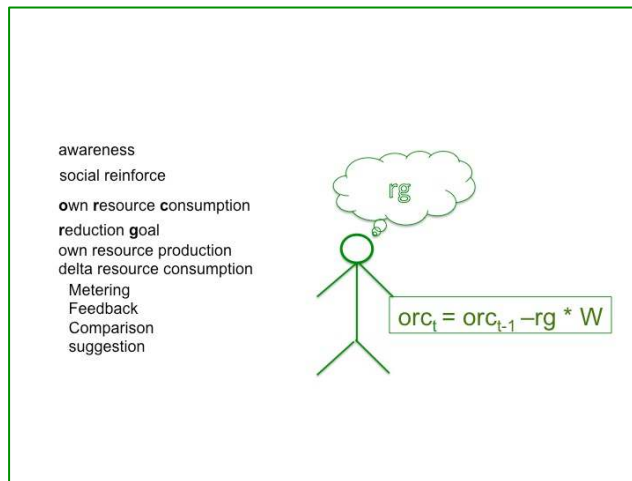 awareness
social reinforce
own resource consumption
reduction goal
own resource production
delta resource consumption
Metering
Feedback
Comparison
suggestion
rg
orcₜ = orcₜ₋₁ –rg * W